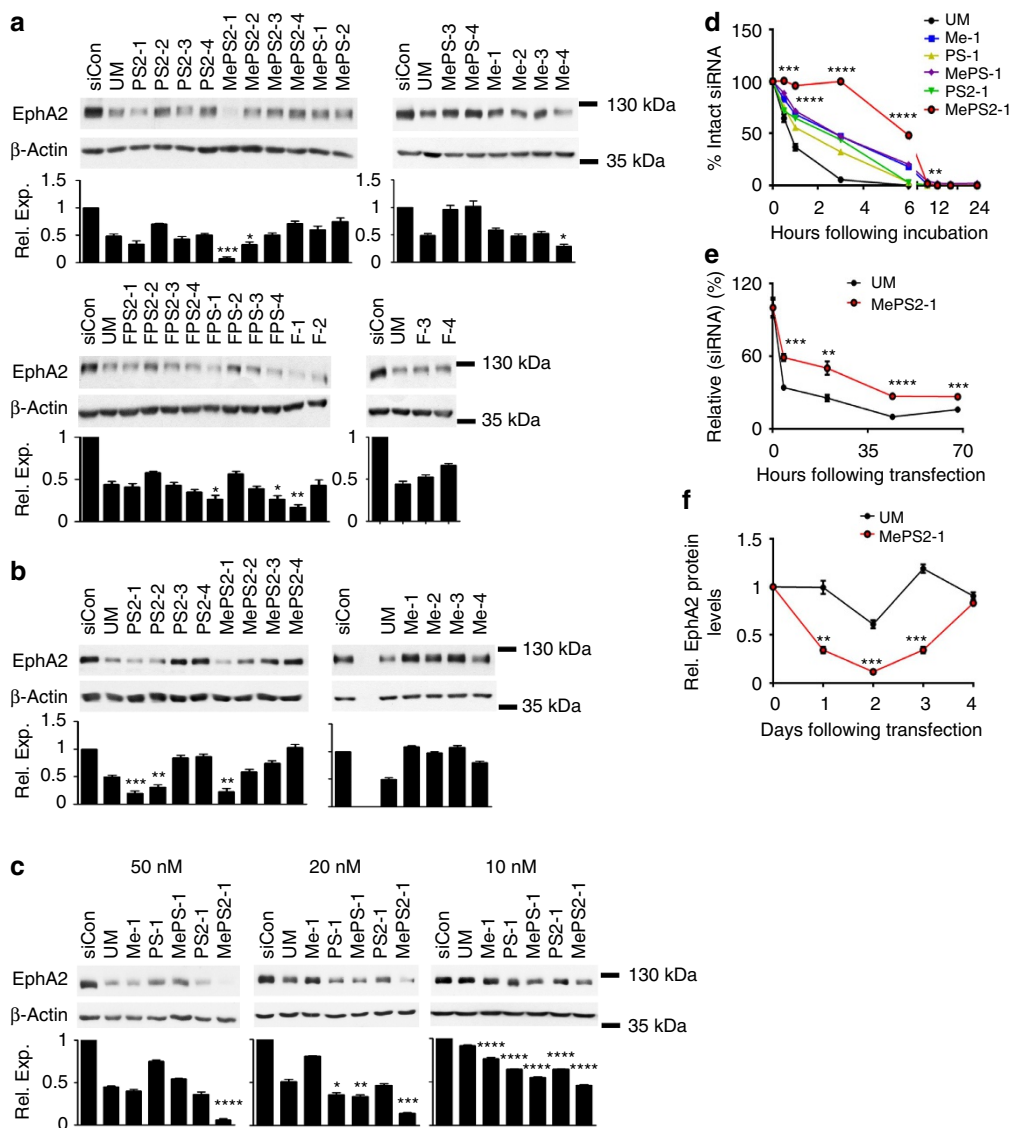 a
siCon UM PS2-1 PS2-2 PS2-3 PS2-4 MePS2-1 MePS2-2 MePS2-3 MePS2-4 MePS-1 MePS-2
siCon UM MePS-3 MePS-4 Me-1 Me-2 Me-3 Me-4
EphA2
130 kDa
β-Actin
35 kDa
Rel. Exp.
1.5
1
0.5
0
*** *
1.5
1
0.5
0
*
siCon UM FPS2-1 FPS2-2 FPS2-3 FPS2-4 FPS-1 FPS-2 FPS-3 FPS-4 F-1 F-2
siCon UM F-3 F-4
EphA2
130 kDa
β-Actin
35 kDa
Rel. Exp.
1
0.5
0
* * **
1
0.5
0
b
siCon UM PS2-1 PS2-2 PS2-3 PS2-4 MePS2-1 MePS2-2 MePS2-3 MePS2-4
siCon UM Me-1 Me-2 Me-3 Me-4
EphA2
130 kDa
β-Actin
35 kDa
Rel. Exp.
1.5
1
0.5
0
*** ** **
c
50 nM 20 nM 10 nM
siCon UM Me-1 PS-1 MePS-1 PS2-1 MePS2-1
siCon UM Me-1 PS-1 MePS-1 PS2-1 MePS2-1
siCon UM Me-1 PS-1 MePS-1 PS2-1 MePS2-1
EphA2
130 kDa
β-Actin
35 kDa
Rel. Exp.
1
0.5
0
****
* ** ***
**** **** **** **** ****
d
UM
Me-1
PS-1
MePS-1
PS2-1
MePS2-1
% Intact siRNA
150
100
50
0
*** **** **** **** **
0 2 4 6 12 24
Hours following incubation
e
UM
MePS2-1
Relative (siRNA) (%)
120
60
0
*** ** **** ***
0 35 70
Hours following transfection
f
UM
MePS2-1
Rel. EphA2 protein
levels
1.5
1
0.5
0
** *** ***
0 1 2 3 4
Days following transfection